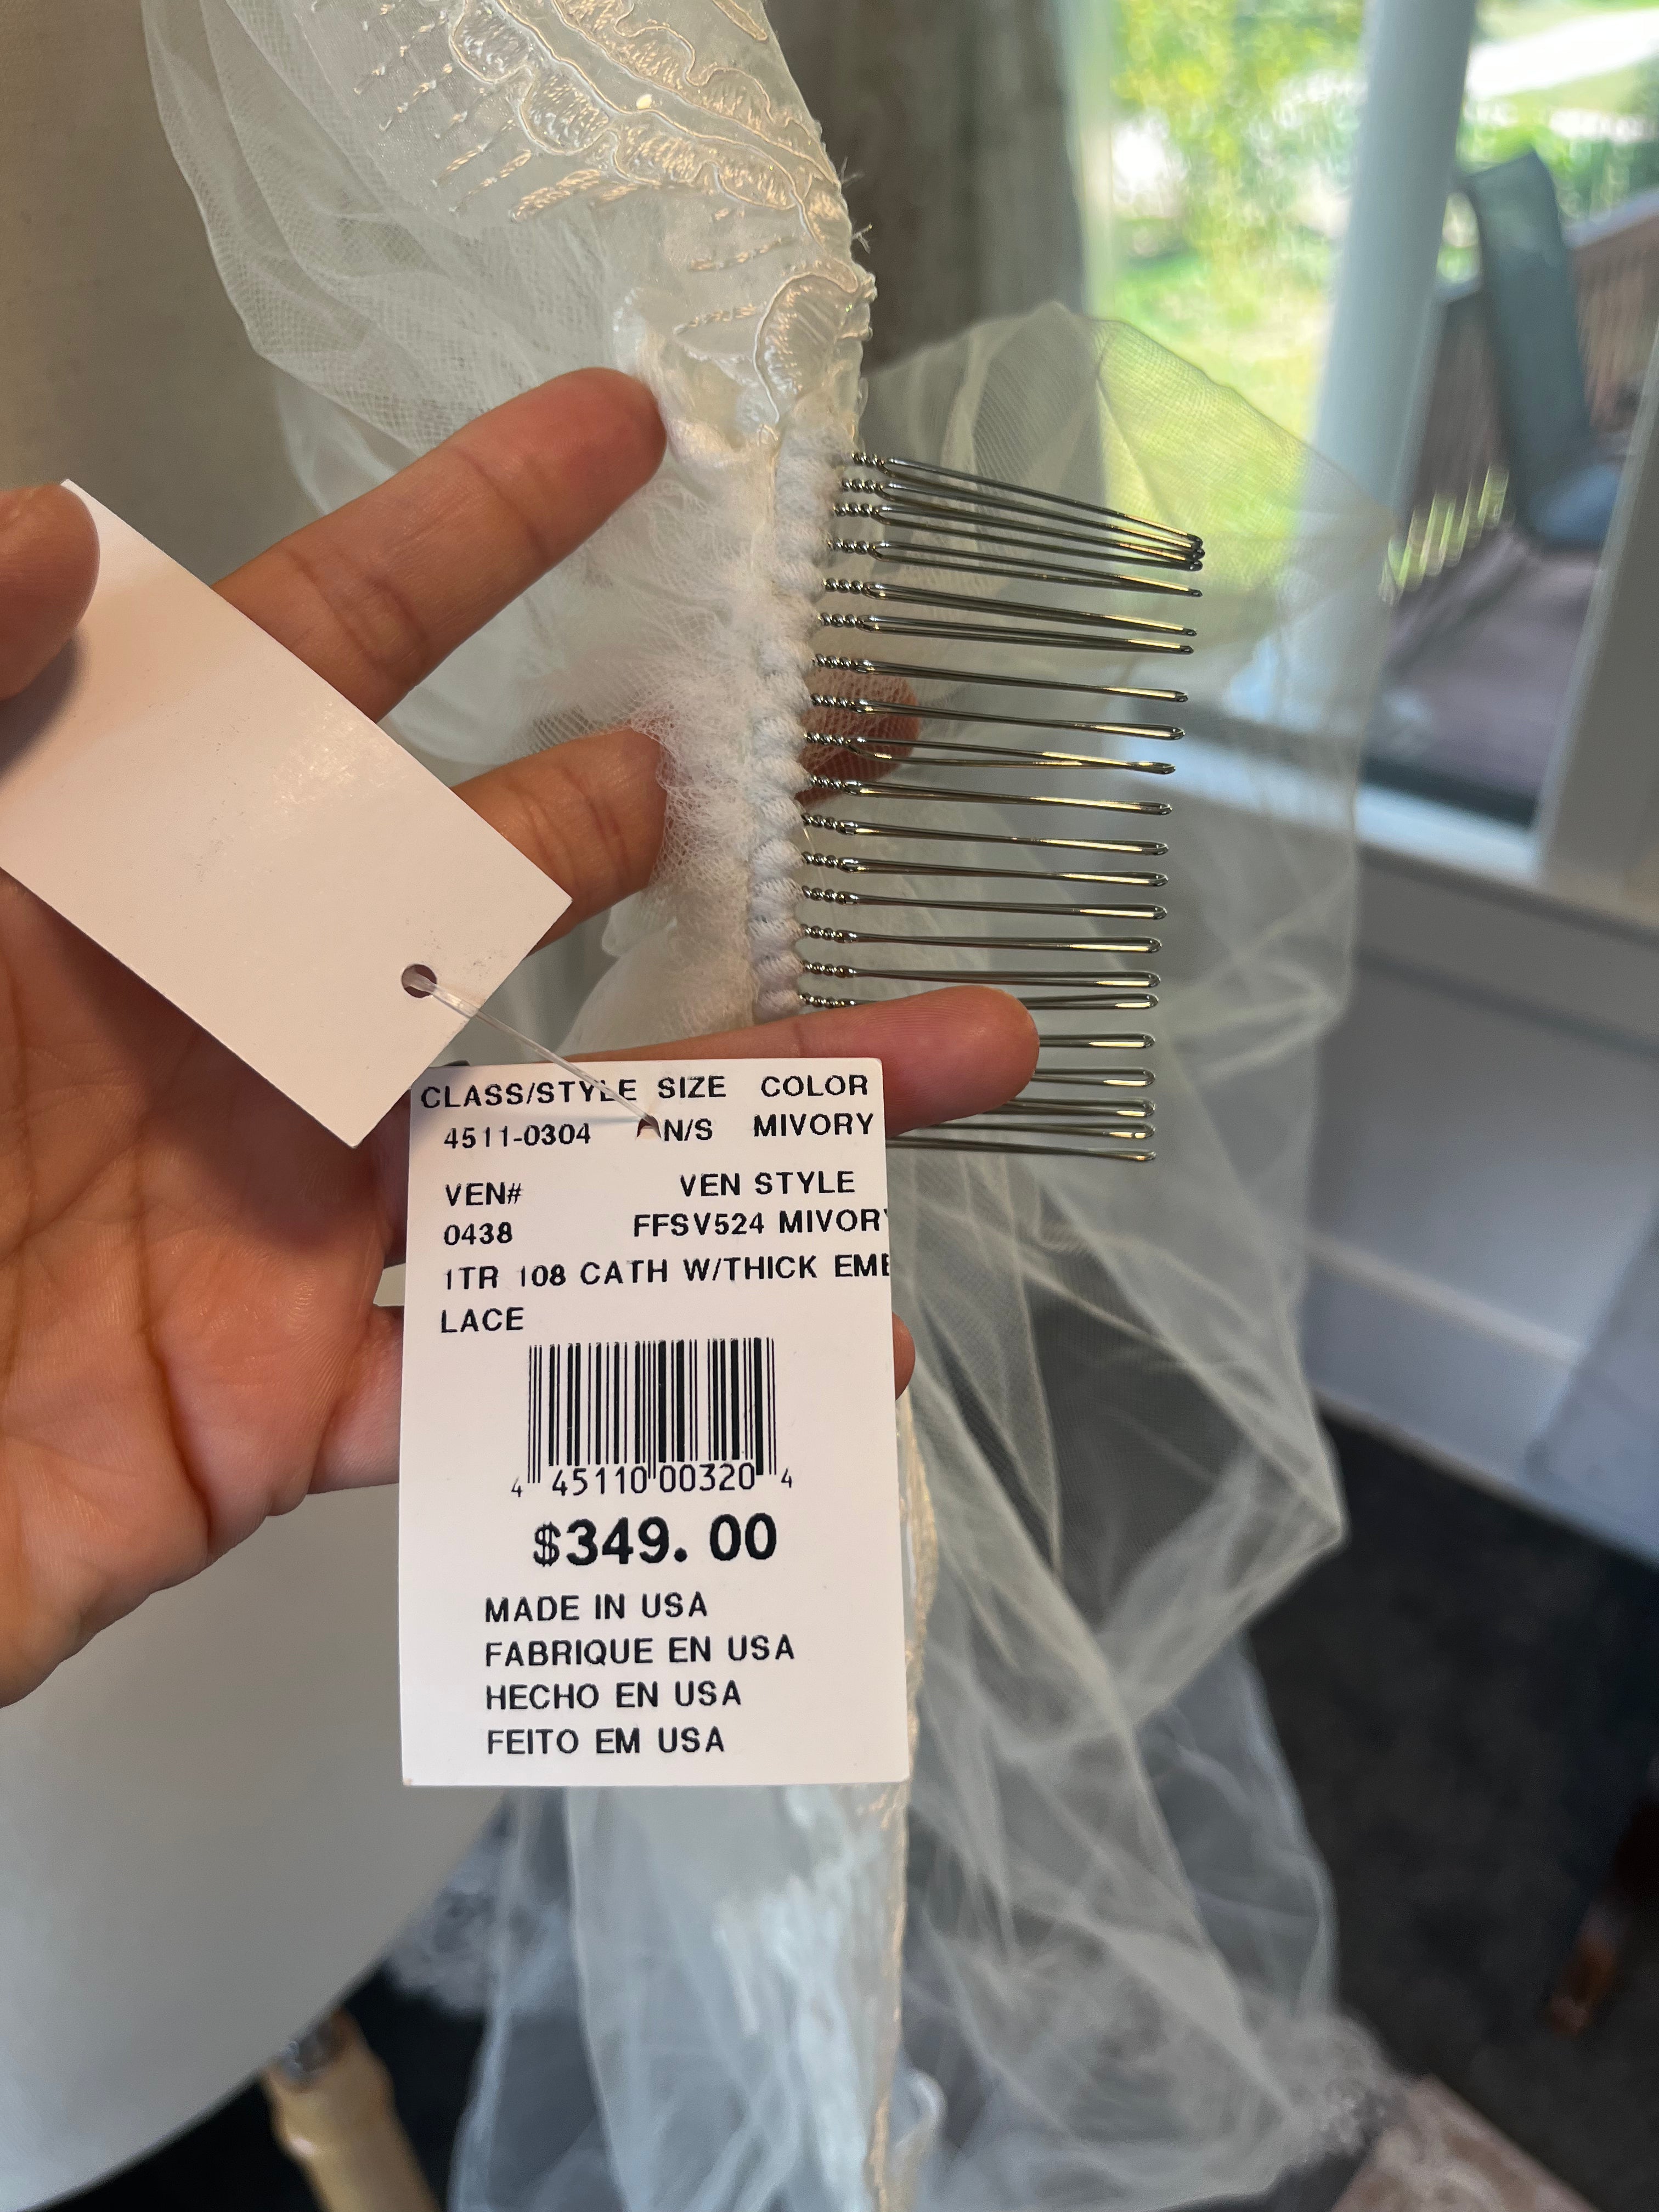 CLASS/STYLE SIZE COLOR
4511-0304 N/S MIVORY
VEN# VEN STYLE
0438 FFSV524 MIVORY
1TR 108 CATH W/THICK EMB
LACE
4 45110 00320 4
$349.00
MADE IN USA
FABRIQUE EN USA
HECHO EN USA
FEITO EM USA